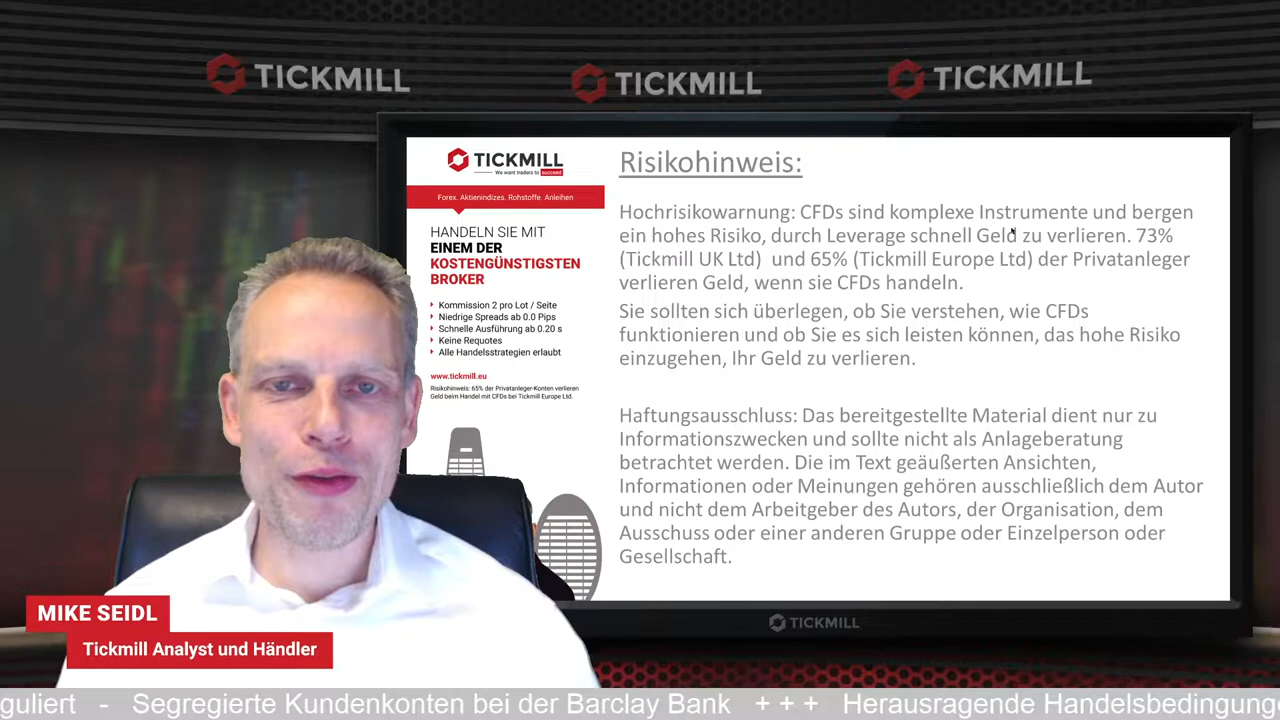 TICKMILL
TICKMILL
TICKMILL
TICKMILL
We want traders to succeed
Forex. Aktienindizes. Rohstoffe. Anleihen
HANDELN SIE MIT
EINEM DER
KOSTENGÜNSTIGSTEN
BROKER
Kommission 2 pro Lot / Seite
Niedrige Spreads ab 0.0 Pips
Schnelle Ausführung ab 0.20 s
Keine Requotes
Alle Handelsstrategien erlaubt
www.tickmill.eu
Risikohinweis: 65% der Privatanleger-Konten verlieren
Geld beim Handel mit CFDs bei Tickmill Europe Ltd.
Risikohinweis:
Hochrisikowarnung: CFDs sind komplexe Instrumente und bergen
ein hohes Risiko, durch Leverage schnell Geld zu verlieren. 73%
(Tickmill UK Ltd)  und 65% (Tickmill Europe Ltd) der Privatanleger
verlieren Geld, wenn sie CFDs handeln.
Sie sollten sich überlegen, ob Sie verstehen, wie CFDs
funktionieren und ob Sie es sich leisten können, das hohe Risiko
einzugehen, Ihr Geld zu verlieren.
Haftungsausschluss: Das bereitgestellte Material dient nur zu
Informationszwecken und sollte nicht als Anlageberatung
betrachtet werden. Die im Text geäußerten Ansichten,
Informationen oder Meinungen gehören ausschließlich dem Autor
und nicht dem Arbeitgeber des Autors, der Organisation, dem
Ausschuss oder einer anderen Gruppe oder Einzelperson oder
Gesellschaft.
TICKMILL
MIKE SEIDL
Tickmill Analyst und Händler
guliert - Segregierte Kundenkonten bei der Barclay Bank +++ Herausragende Handelsbedingung